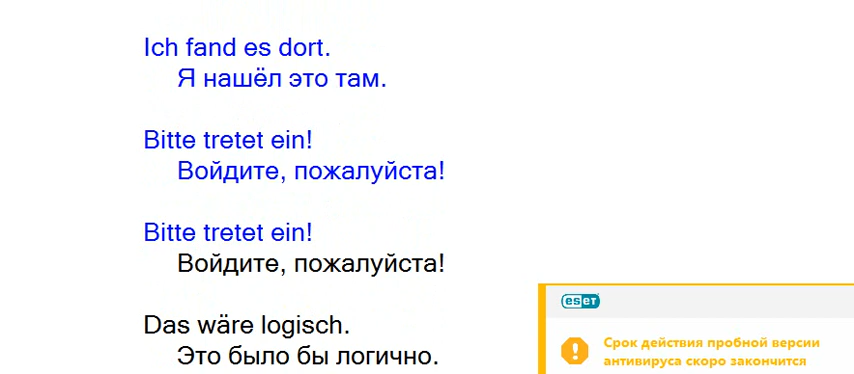 Ich fand es dort.
Я нашёл это там.
Bitte tretet ein!
Войдите, пожалуйста!
Bitte tretet ein!
Войдите, пожалуйста!
Das wäre logisch.
Это было бы логично.
eset
Срок действия пробной версии
антивируса скоро закончится